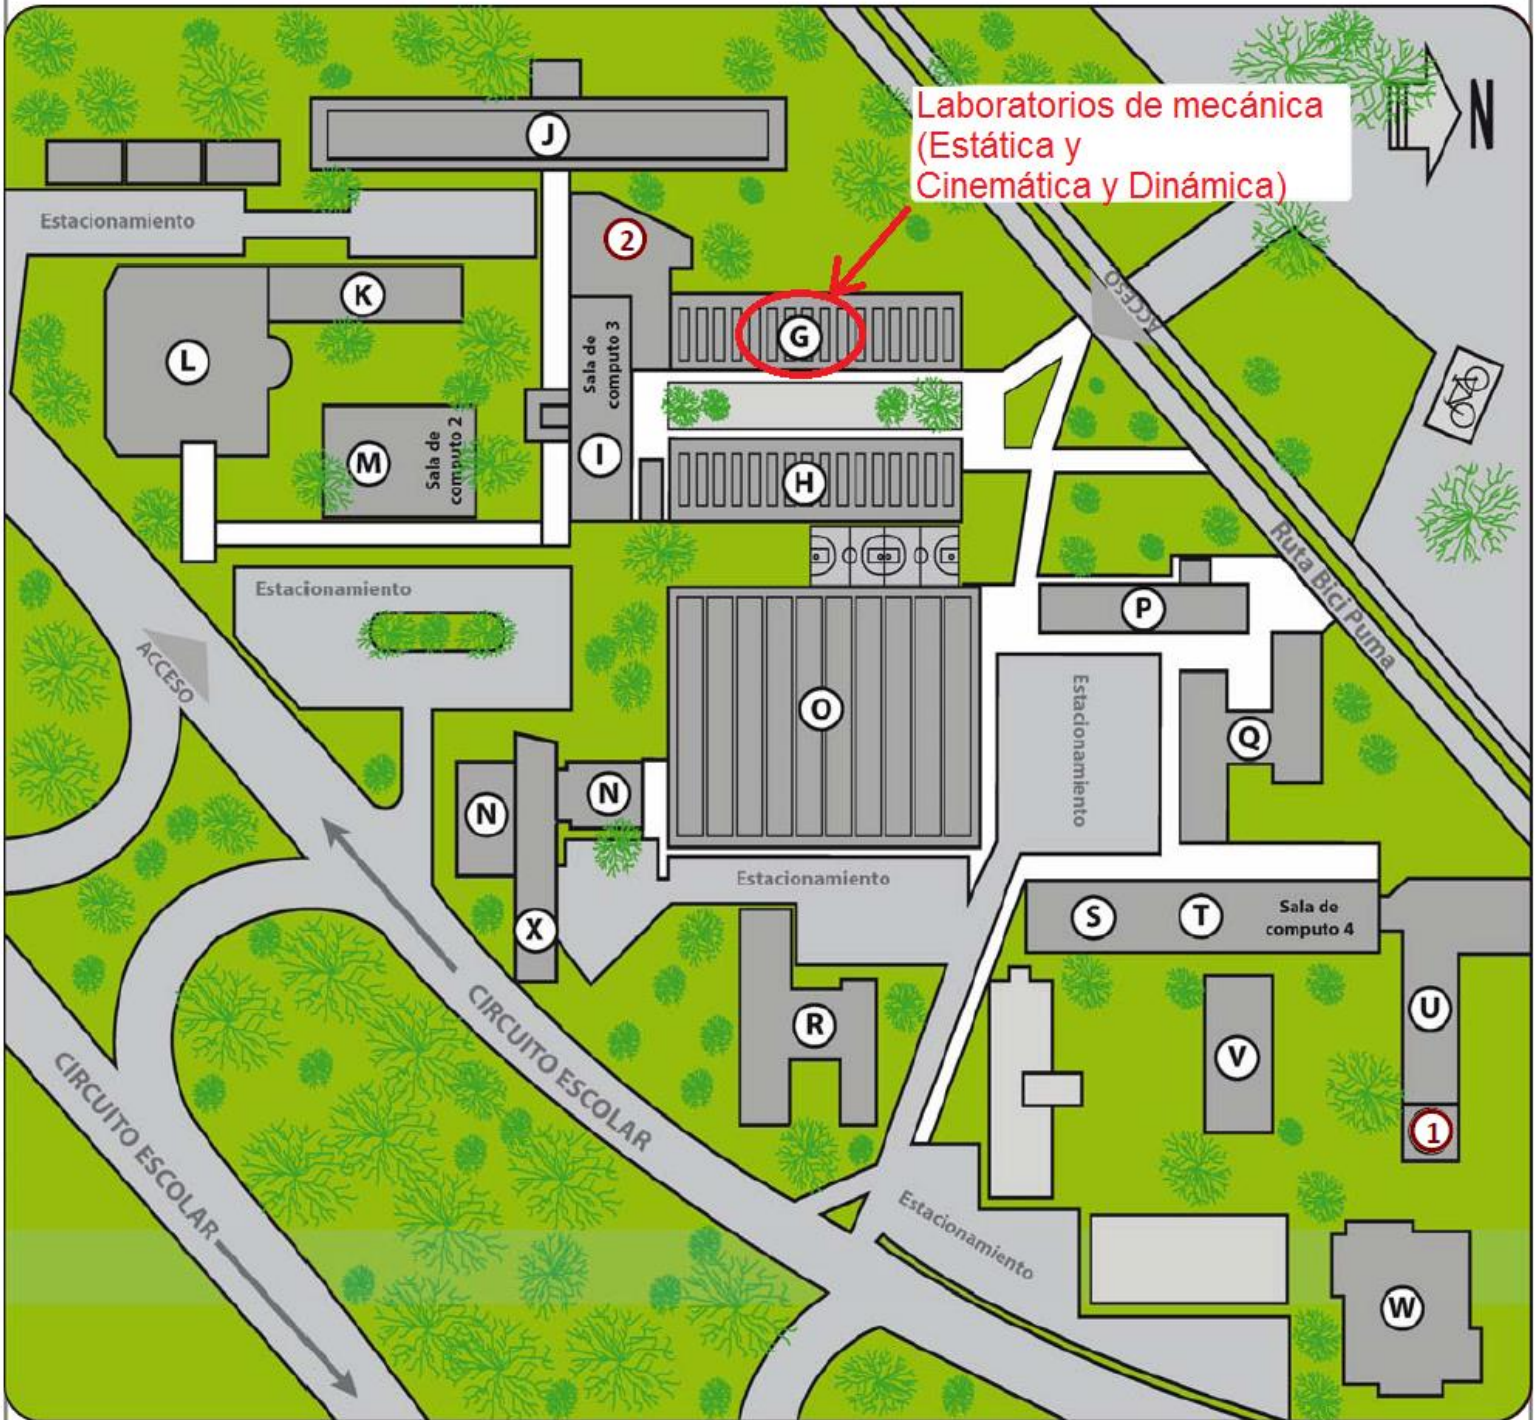 Laboratorios de mecánica
(Estática y
Cinemática y Dinámica)
N
J
Estacionamiento
2
K
ACCESO
L
G
Sala de
computo 3
M
Sala de
computo 2
I
H
Estacionamiento
Ruta Bici Puma
P
ACCESO
O
Estacionamiento
Q
N
N
Estacionamiento
X
S
T
Sala de
computo 4
CIRCUITO ESCOLAR
R
U
V
CIRCUITO ESCOLAR
1
Estacionamiento
W